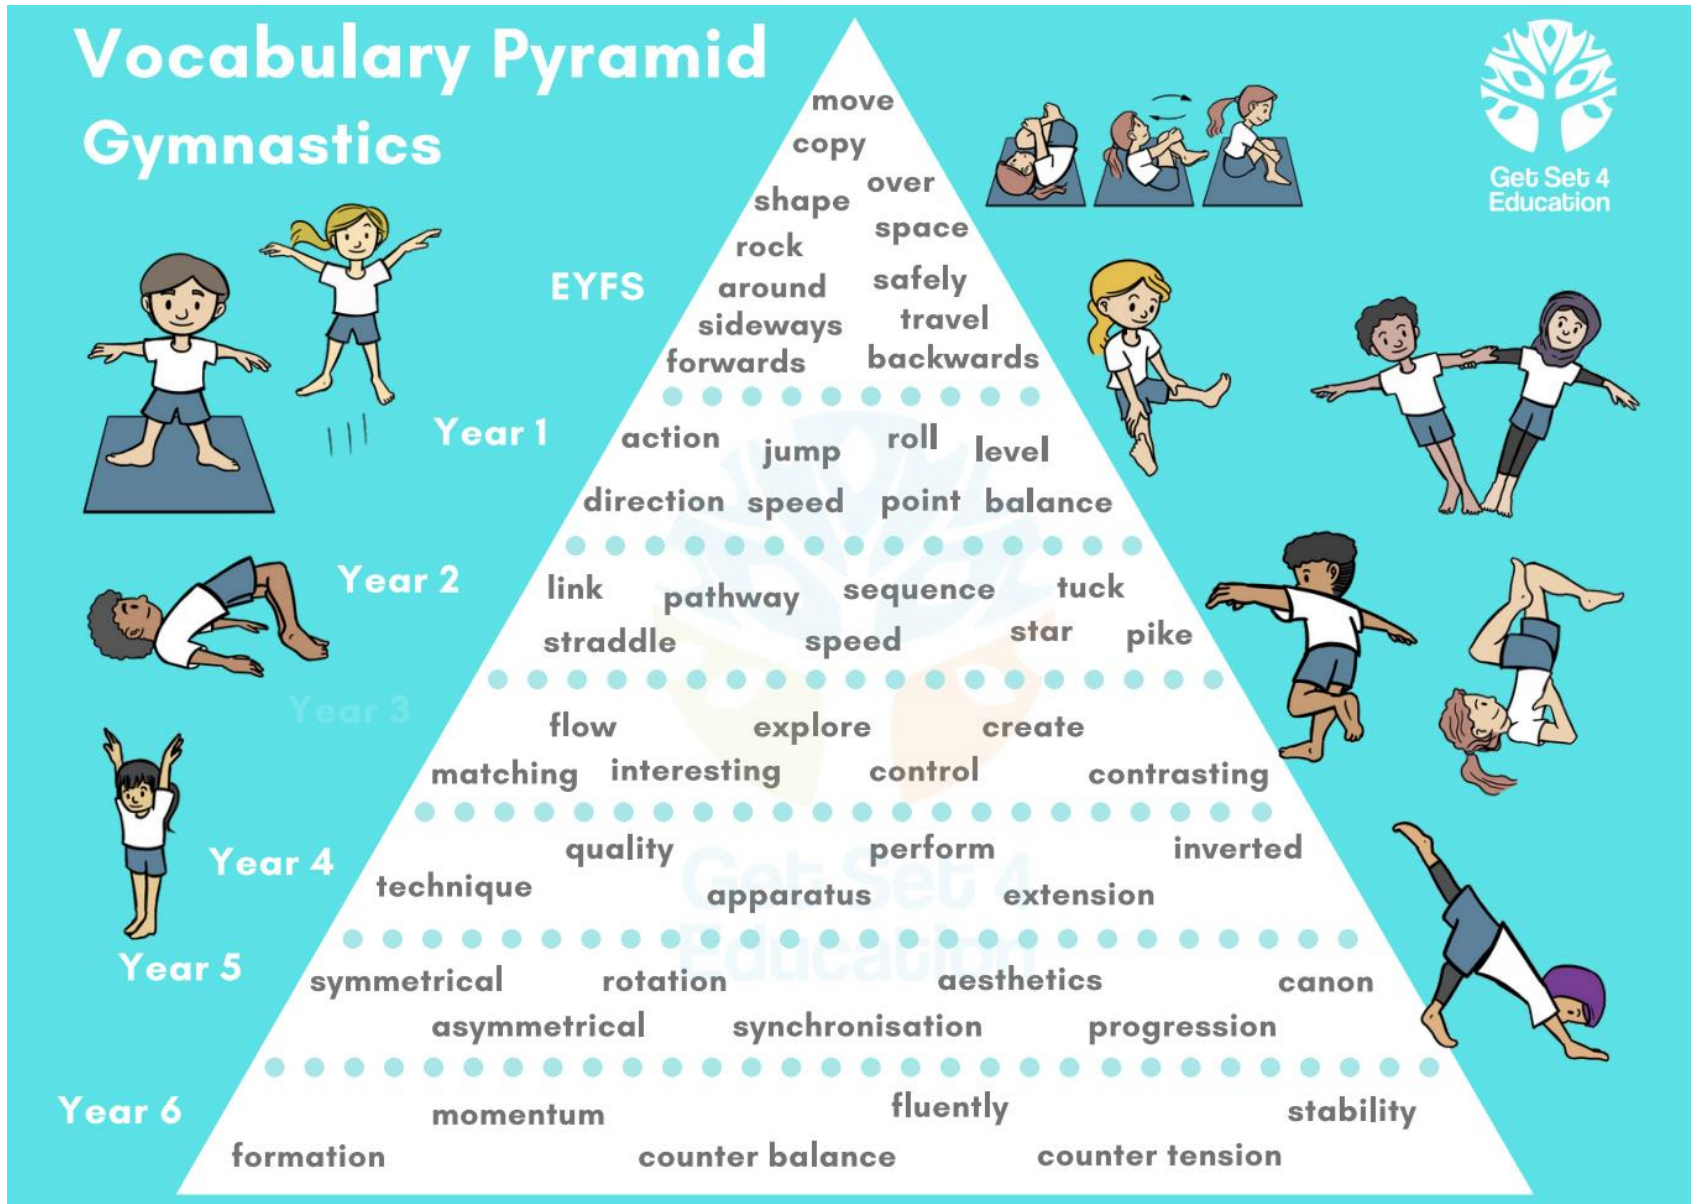 Vocabulary Pyramid
Gymnastics
Get Set 4
Education
EYFS
move
copy
over
shape
space
rock
safely
around
travel
sideways
forwards backwards
Year 1
action jump roll level
direction speed point balance
Year 2
link pathway sequence tuck
straddle speed star pike
Year 3
flow explore create
matching interesting control contrasting
Year 4
quality perform inverted
technique apparatus extension
Get Set 4
Education
Year 5
symmetrical rotation aesthetics canon
asymmetrical synchronisation progression
Year 6
momentum fluently stability
formation counter balance counter tension